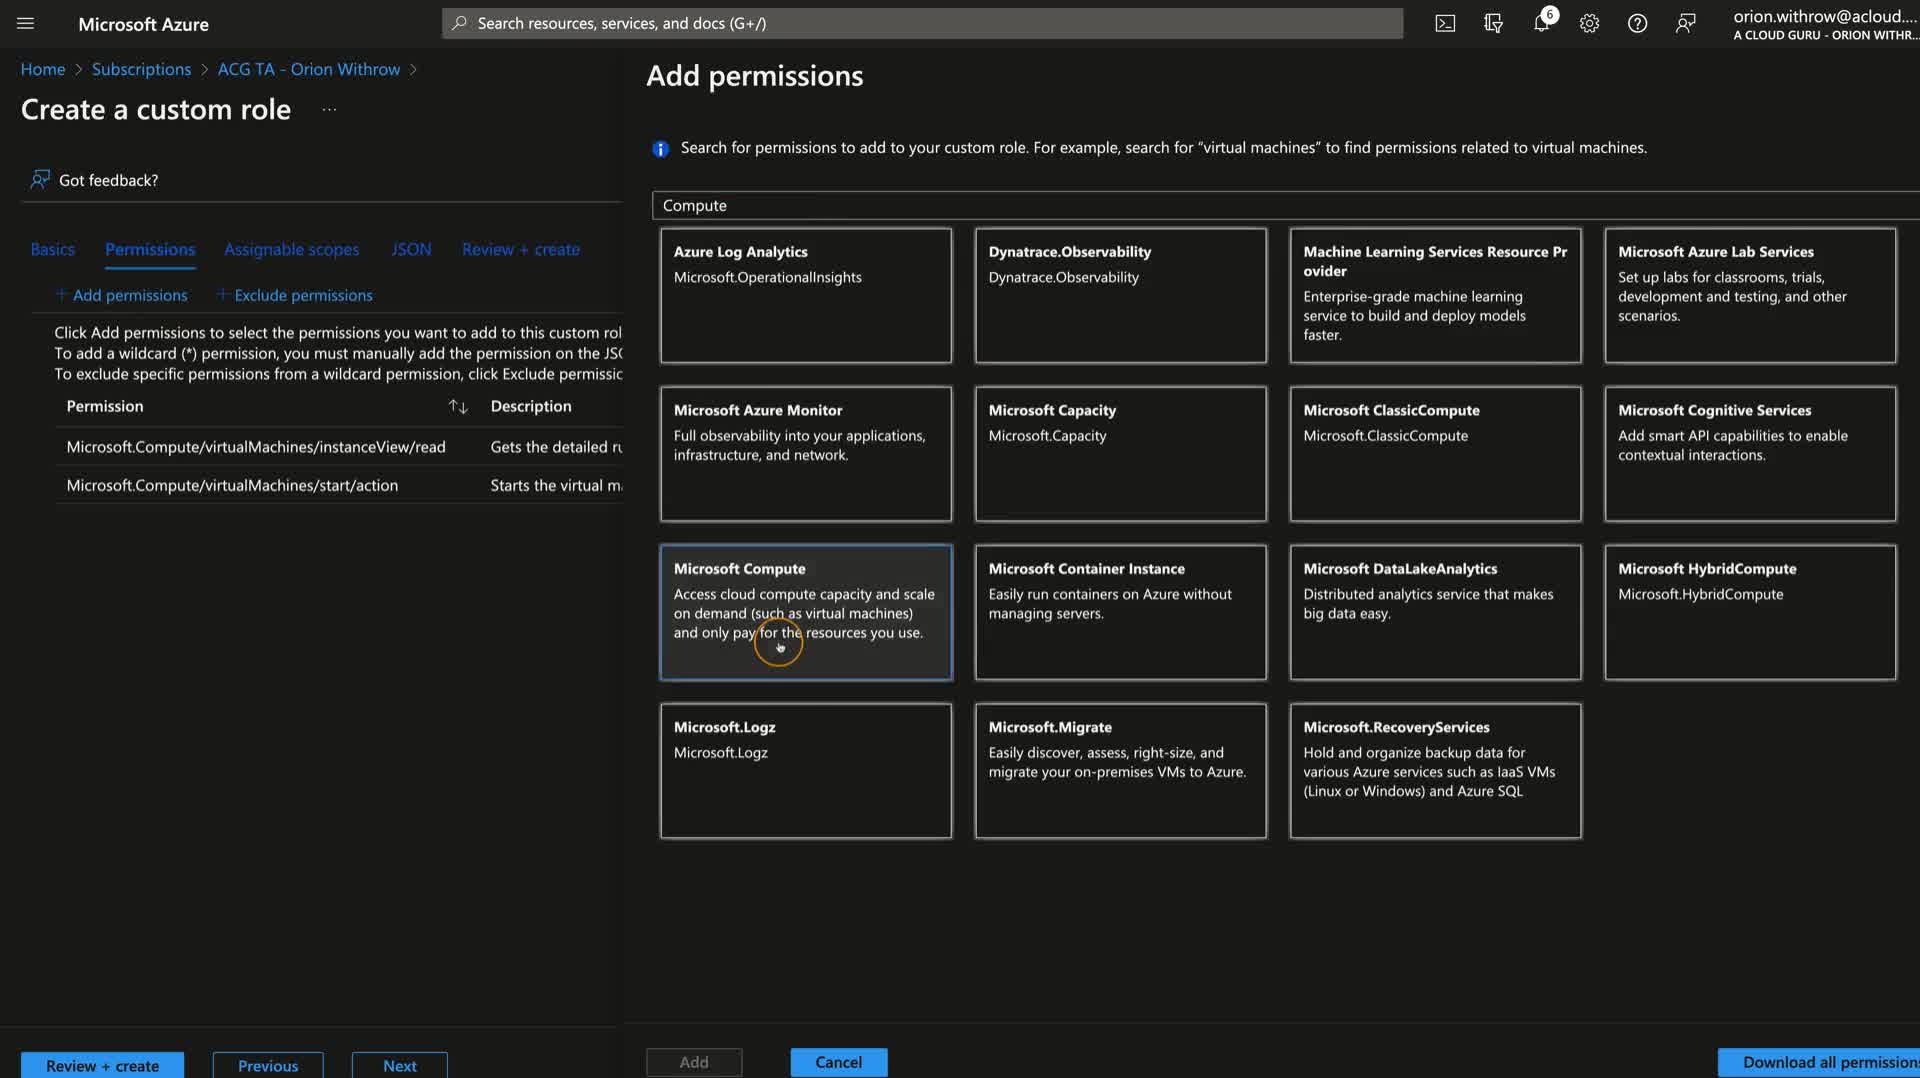 Microsoft Azure
Search resources, services, and docs (G+/)
6
orion.withrow@acloud....
A CLOUD GURU - ORION WITHR...
Home > Subscriptions > ACG TA - Orion Withrow >
Create a custom role ...
Got feedback?
Basics Permissions Assignable scopes JSON Review + create
+ Add permissions + Exclude permissions
Click Add permissions to select the permissions you want to add to this custom rol
To add a wildcard (*) permission, you must manually add the permission on the JSO
To exclude specific permissions from a wildcard permission, click Exclude permissic
Permission ↑↓ Description
Microsoft.Compute/virtualMachines/instanceView/read Gets the detailed ru
Microsoft.Compute/virtualMachines/start/action Starts the virtual m
Review + create Previous Next
Add permissions
Search for permissions to add to your custom role. For example, search for "virtual machines" to find permissions related to virtual machines.
Compute
Azure Log Analytics
Microsoft.OperationalInsights
Dynatrace.Observability
Dynatrace.Observability
Machine Learning Services Resource Pr
ovider
Enterprise-grade machine learning
service to build and deploy models
faster.
Microsoft Azure Lab Services
Set up labs for classrooms, trials,
development and testing, and other
scenarios.
Microsoft Azure Monitor
Full observability into your applications,
infrastructure, and network.
Microsoft Capacity
Microsoft.Capacity
Microsoft ClassicCompute
Microsoft.ClassicCompute
Microsoft Cognitive Services
Add smart API capabilities to enable
contextual interactions.
Microsoft Compute
Access cloud compute capacity and scale
on demand (such as virtual machines)
and only pay for the resources you use.
Microsoft Container Instance
Easily run containers on Azure without
managing servers.
Microsoft DataLakeAnalytics
Distributed analytics service that makes
big data easy.
Microsoft HybridCompute
Microsoft.HybridCompute
Microsoft.Logz
Microsoft.Logz
Microsoft.Migrate
Easily discover, assess, right-size, and
migrate your on-premises VMs to Azure.
Microsoft.RecoveryServices
Hold and organize backup data for
various Azure services such as IaaS VMs
(Linux or Windows) and Azure SQL
Add Cancel Download all permission